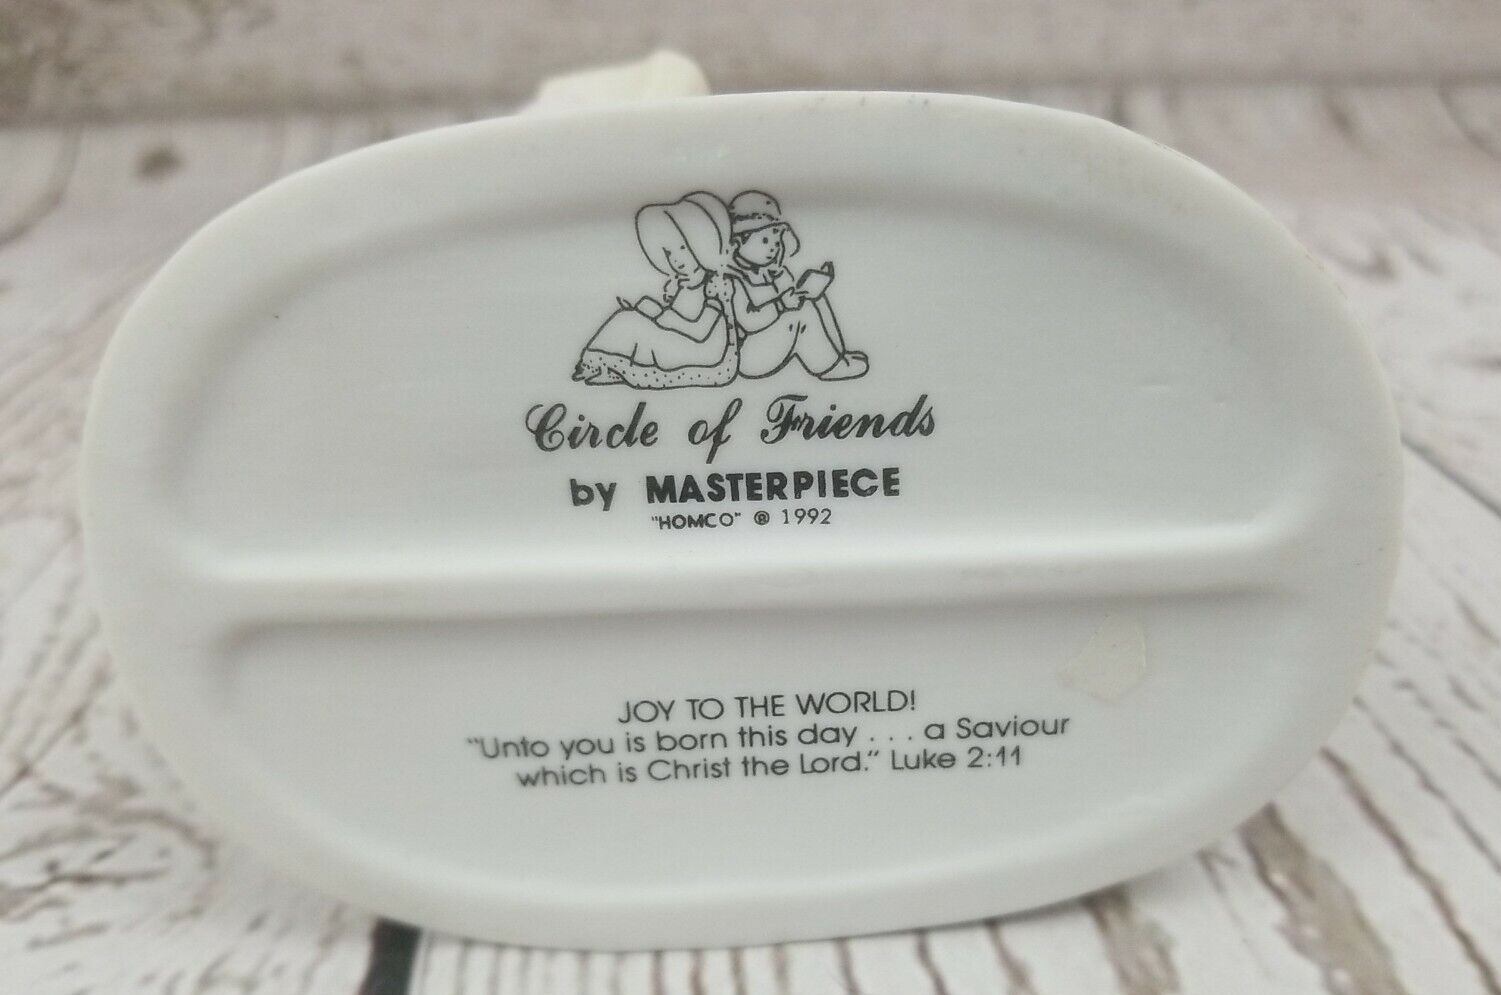 Circle of Friends
by MASTERPIECE
"HOMCO" ® 1992
JOY TO THE WORLD!
"Unto you is born this day . . . a Saviour
which is Christ the Lord." Luke 2:11